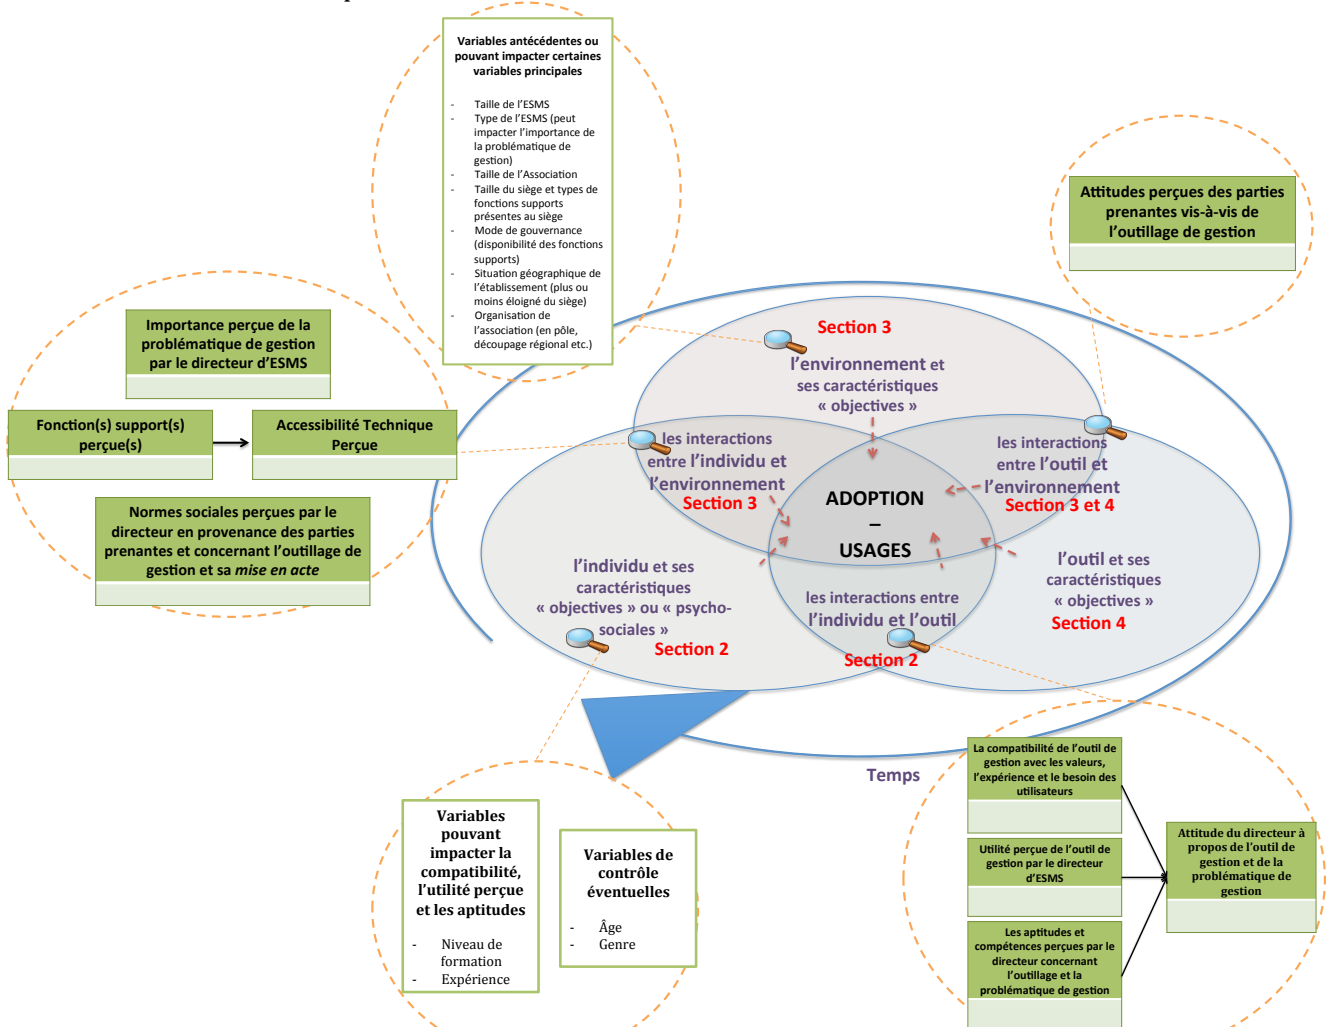 Variables antécédentes ou
pouvant impacter certaines
variables principales
- Taille de l'ESMS
- Type de l'ESMS (peut
impacter l'importance de
la problématique de
gestion)
- Taille de l'Association
- Taille du siège et types de
fonctions supports
présentes au siège
- Mode de gouvernance
(disponibilité des fonctions
supports)
- Situation géographique de
l'établissement (plus ou
moins éloigné du siège)
- Organisation de
l'association (en pôle,
découpage régional etc.)
Attitudes perçues des parties
prenantes vis-à-vis de
l'outillage de gestion
Importance perçue de la
problématique de gestion
par le directeur d'ESMS
Fonction(s) support(s)
perçue(s)
Accessibilité Technique
Perçue
Normes sociales perçues par le
directeur en provenance des parties
prenantes et concernant l'outillage de
gestion et sa mise en acte
Section 3
l'environnement et
ses caractéristiques
« objectives »
les interactions
entre l'individu et
l'environnement
Section 3
les interactions
entre l'outil et
l'environnement
Section 3 et 4
ADOPTION
–
USAGES
l'individu et ses
caractéristiques
« objectives » ou « psycho-
sociales »
Section 2
les interactions entre
l'individu et l'outil
Section 2
l'outil et ses
caractéristiques
« objectives »
Section 4
Temps
Variables
pouvant
impacter la
compatibilité,
l'utilité perçue
et les aptitudes
- Niveau de
formation
- Expérience
Variables de
contrôle
éventuelles
- Âge
- Genre
La compatibilité de l'outil de
gestion avec les valeurs,
l'expérience et le besoin des
utilisateurs
Utilité perçue de l'outil de
gestion par le directeur
d'ESMS
Les aptitudes et
compétences perçues par le
directeur concernant
l'outillage et la
problématique de gestion
Attitude du directeur à
propos de l'outil de
gestion et de la
problématique de
gestion